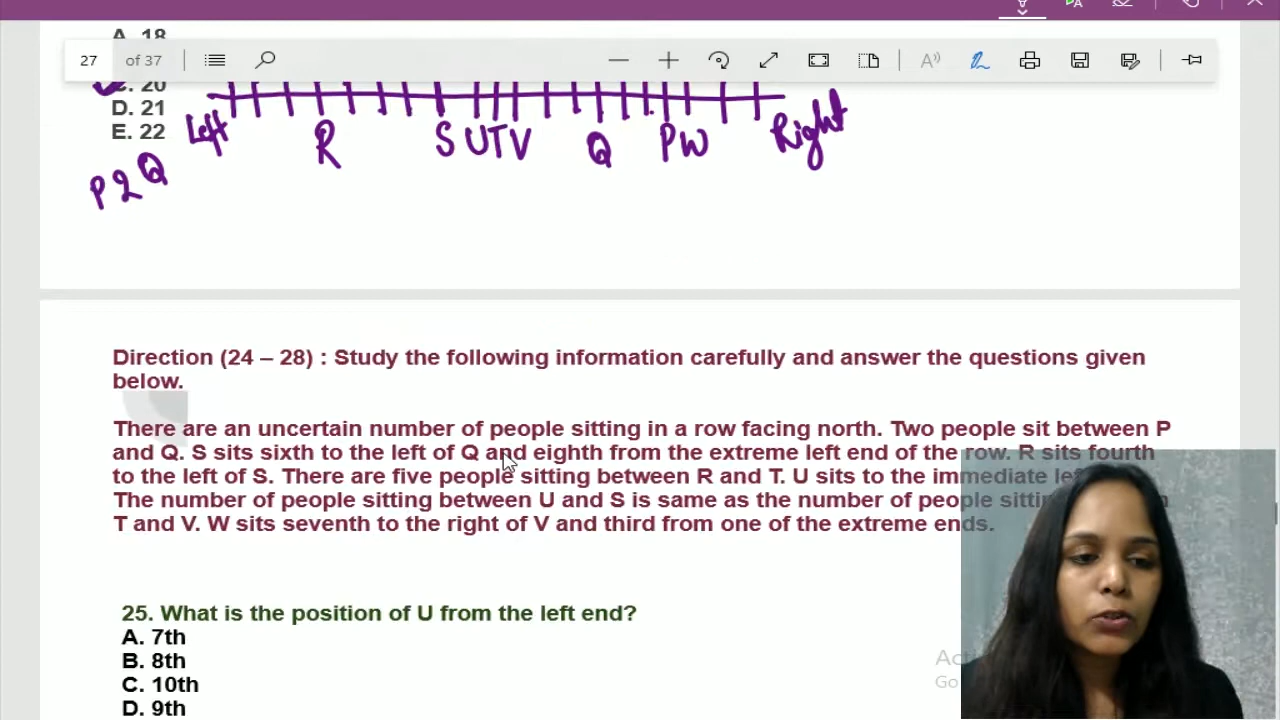 A. 18
27 of 37
C. 20
D. 21
E. 22
Left R S U T V Q P W Right
P 2 Q
Direction (24 – 28) : Study the following information carefully and answer the questions given
below.
There are an uncertain number of people sitting in a row facing north. Two people sit between P
and Q. S sits sixth to the left of Q and eighth from the extreme left end of the row. R sits fourth
to the left of S. There are five people sitting between R and T. U sits to the immediate
The number of people sitting between U and S is same as the number of people
T and V. W sits seventh to the right of V and third from one of the extreme ends.
25. What is the position of U from the left end?
A. 7th
B. 8th
C. 10th
D. 9th